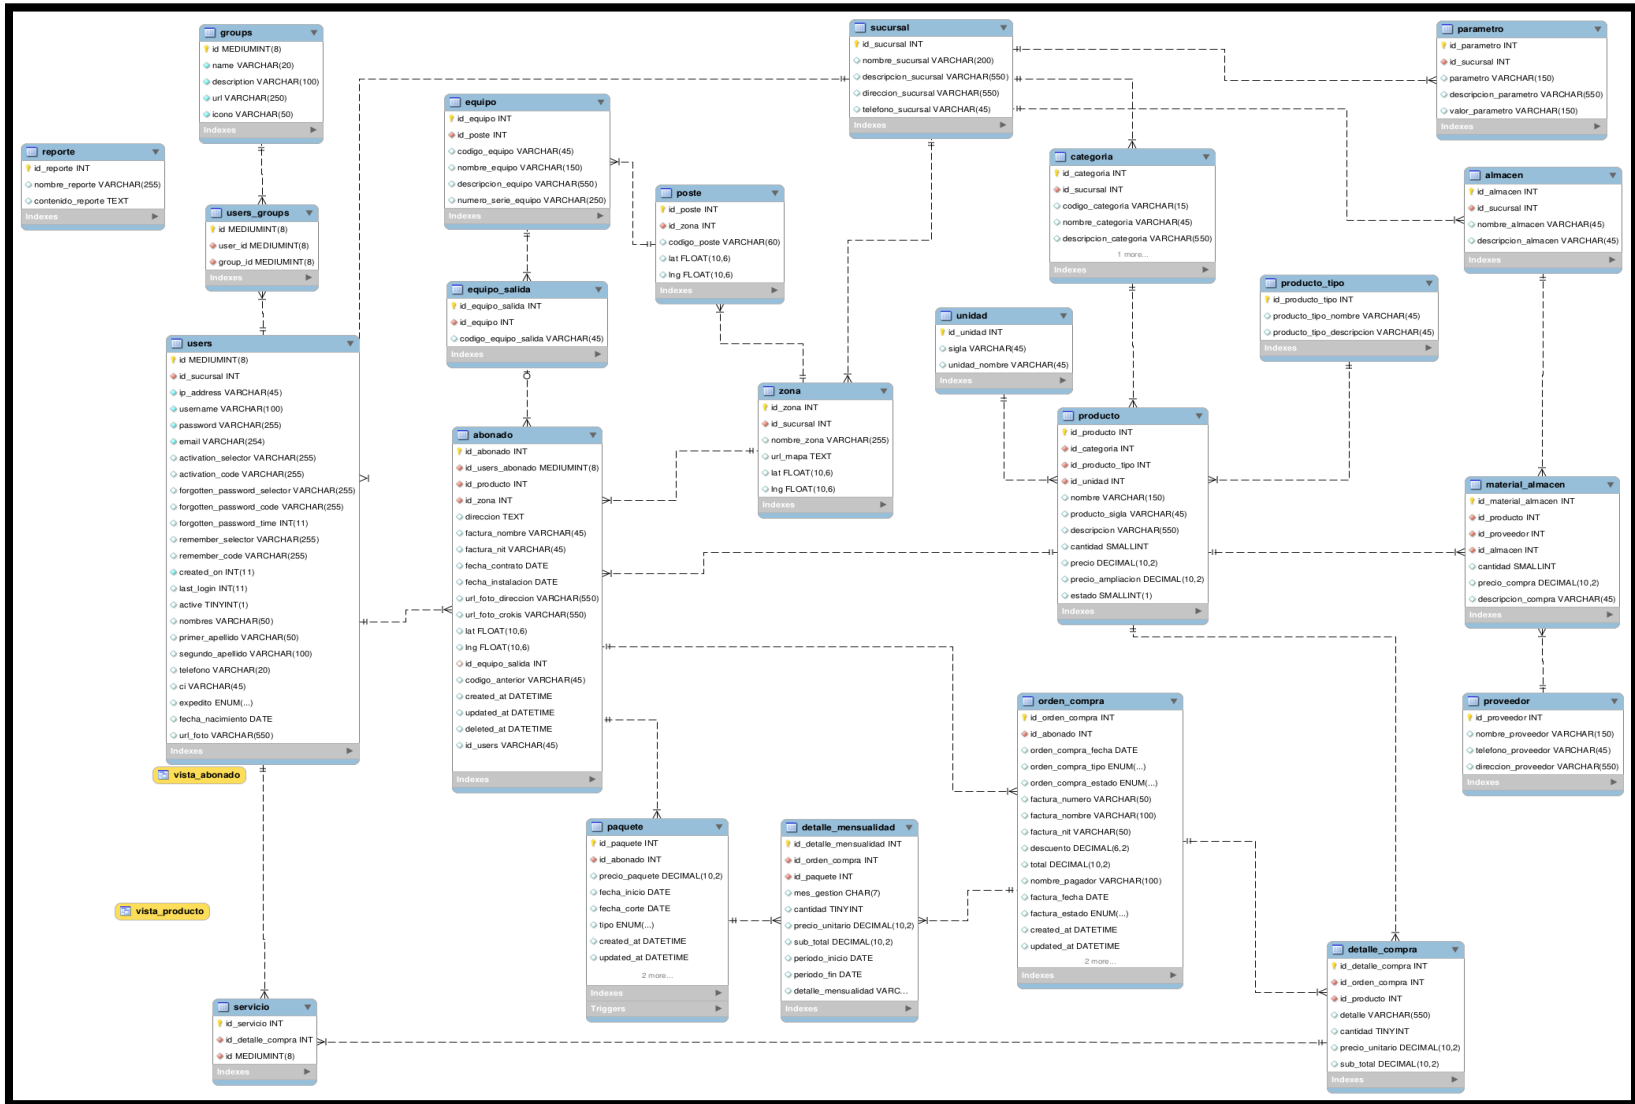 groups
id MEDIUMINT(8)
name VARCHAR(20)
description VARCHAR(100)
url VARCHAR(250)
icono VARCHAR(50)
Indexes
reporte
id_reporte INT
nombre_reporte VARCHAR(255)
contenido_reporte TEXT
Indexes
users_groups
id MEDIUMINT(8)
user_id MEDIUMINT(8)
group_id MEDIUMINT(8)
Indexes
users
id MEDIUMINT(8)
id_sucursal INT
ip_address VARCHAR(45)
username VARCHAR(100)
password VARCHAR(255)
email VARCHAR(254)
activation_selector VARCHAR(255)
activation_code VARCHAR(255)
forgotten_password_selector VARCHAR(255)
forgotten_password_code VARCHAR(255)
forgotten_password_time INT(11)
remember_selector VARCHAR(255)
remember_code VARCHAR(255)
created_on INT(11)
last_login INT(11)
active TINYINT(1)
nombres VARCHAR(50)
primer_apellido VARCHAR(50)
segundo_apellido VARCHAR(100)
telefono VARCHAR(20)
ci VARCHAR(45)
expedito ENUM(...)
fecha_nacimiento DATE
url_foto VARCHAR(550)
Indexes
vista_abonado
vista_producto
servicio
id_servicio INT
id_detalle_compra INT
id MEDIUMINT(8)
Indexes
equipo
id_equipo INT
id_poste INT
codigo_equipo VARCHAR(45)
nombre_equipo VARCHAR(150)
descripcion_equipo VARCHAR(550)
numero_serie_equipo VARCHAR(250)
Indexes
equipo_salida
id_equipo_salida INT
id_equipo INT
codigo_equipo_salida VARCHAR(45)
Indexes
poste
id_poste INT
id_zona INT
codigo_poste VARCHAR(60)
lat FLOAT(10,6)
lng FLOAT(10,6)
Indexes
abonado
id_abonado INT
id_users_abonado MEDIUMINT(8)
id_producto INT
id_zona INT
direccion TEXT
factura_nombre VARCHAR(45)
factura_nit VARCHAR(45)
fecha_contrato DATE
fecha_instalacion DATE
url_foto_direccion VARCHAR(550)
url_foto_crokis VARCHAR(550)
lat FLOAT(10,6)
lng FLOAT(10,6)
id_equipo_salida INT
codigo_anterior VARCHAR(45)
created_at DATETIME
updated_at DATETIME
deleted_at DATETIME
id_users VARCHAR(45)
Indexes
zona
id_zona INT
id_sucursal INT
nombre_zona VARCHAR(255)
url_mapa TEXT
lat FLOAT(10,6)
lng FLOAT(10,6)
Indexes
paquete
id_paquete INT
id_abonado INT
precio_paquete DECIMAL(10,2)
fecha_inicio DATE
fecha_corte DATE
tipo ENUM(...)
created_at DATETIME
updated_at DATETIME
2 more...
Indexes
Triggers
detalle_mensualidad
id_detalle_mensualidad INT
id_orden_compra INT
id_paquete INT
mes_gestion CHAR(7)
cantidad TINYINT
precio_unitario DECIMAL(10,2)
sub_total DECIMAL(10,2)
periodo_inicio DATE
periodo_fin DATE
detalle_mensualidad VARC...
Indexes
sucursal
id_sucursal INT
nombre_sucursal VARCHAR(200)
descripcion_sucursal VARCHAR(550)
direccion_sucursal VARCHAR(550)
telefono_sucursal VARCHAR(45)
Indexes
categoria
id_categoria INT
id_sucursal INT
codigo_categoria VARCHAR(15)
nombre_categoria VARCHAR(45)
descripcion_categoria VARCHAR(550)
1 more...
Indexes
unidad
id_unidad INT
sigla VARCHAR(45)
unidad_nombre VARCHAR(45)
Indexes
producto_tipo
id_producto_tipo INT
producto_tipo_nombre VARCHAR(45)
producto_tipo_descripcion VARCHAR(45)
Indexes
producto
id_producto INT
id_categoria INT
id_producto_tipo INT
id_unidad INT
nombre VARCHAR(150)
producto_sigla VARCHAR(45)
descripcion VARCHAR(550)
cantidad SMALLINT
precio DECIMAL(10,2)
precio_ampliacion DECIMAL(10,2)
estado SMALLINT(1)
Indexes
orden_compra
id_orden_compra INT
id_abonado INT
orden_compra_fecha DATE
orden_compra_tipo ENUM(...)
orden_compra_estado ENUM(...)
factura_numero VARCHAR(50)
factura_nombre VARCHAR(100)
factura_nit VARCHAR(50)
descuento DECIMAL(6,2)
total DECIMAL(10,2)
nombre_pagador VARCHAR(100)
factura_fecha DATE
factura_estado ENUM(...)
created_at DATETIME
updated_at DATETIME
2 more...
Indexes
parametro
id_parametro INT
id_sucursal INT
parametro VARCHAR(150)
descripcion_parametro VARCHAR(550)
valor_parametro VARCHAR(150)
Indexes
almacen
id_almacen INT
id_sucursal INT
nombre_almacen VARCHAR(45)
descripcion_almacen VARCHAR(45)
Indexes
material_almacen
id_material_almacen INT
id_producto INT
id_proveedor INT
id_almacen INT
cantidad SMALLINT
precio_compra DECIMAL(10,2)
descripcion_compra VARCHAR(45)
Indexes
proveedor
id_proveedor INT
nombre_proveedor VARCHAR(150)
telefono_proveedor VARCHAR(45)
direccion_proveedor VARCHAR(550)
Indexes
detalle_compra
id_detalle_compra INT
id_orden_compra INT
id_producto INT
detalle VARCHAR(550)
cantidad TINYINT
precio_unitario DECIMAL(10,2)
sub_total DECIMAL(10,2)
Indexes